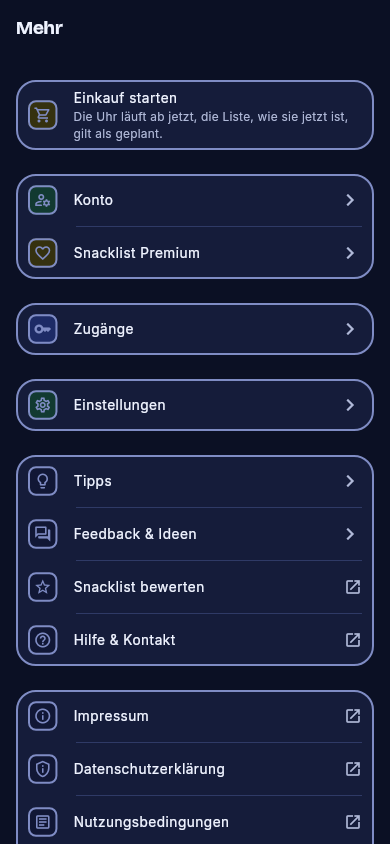 Mehr
Einkauf starten
Die Uhr läuft ab jetzt, die Liste, wie sie jetzt ist,
gilt als geplant.
Konto
Snacklist Premium
Zugänge
Einstellungen
Tipps
Feedback & Ideen
Snacklist bewerten
Hilfe & Kontakt
Impressum
Datenschutzerklärung
Nutzungsbedingungen